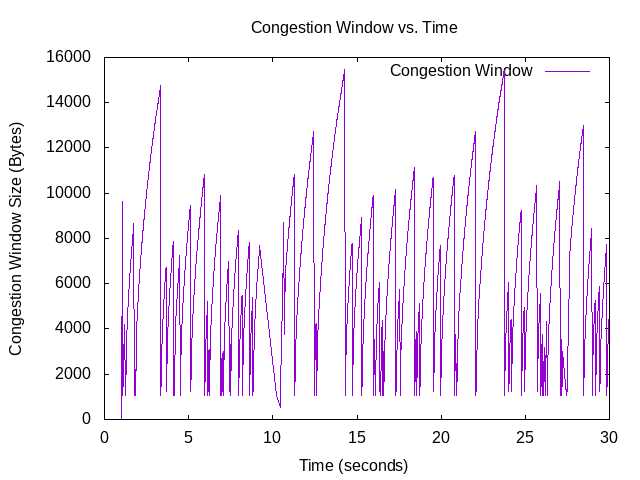 Congestion Window vs. Time
Congestion Window
16000
14000
12000
10000
8000
6000
4000
2000
0
Congestion Window Size (Bytes)
0 5 10 15 20 25 30
Time (seconds)